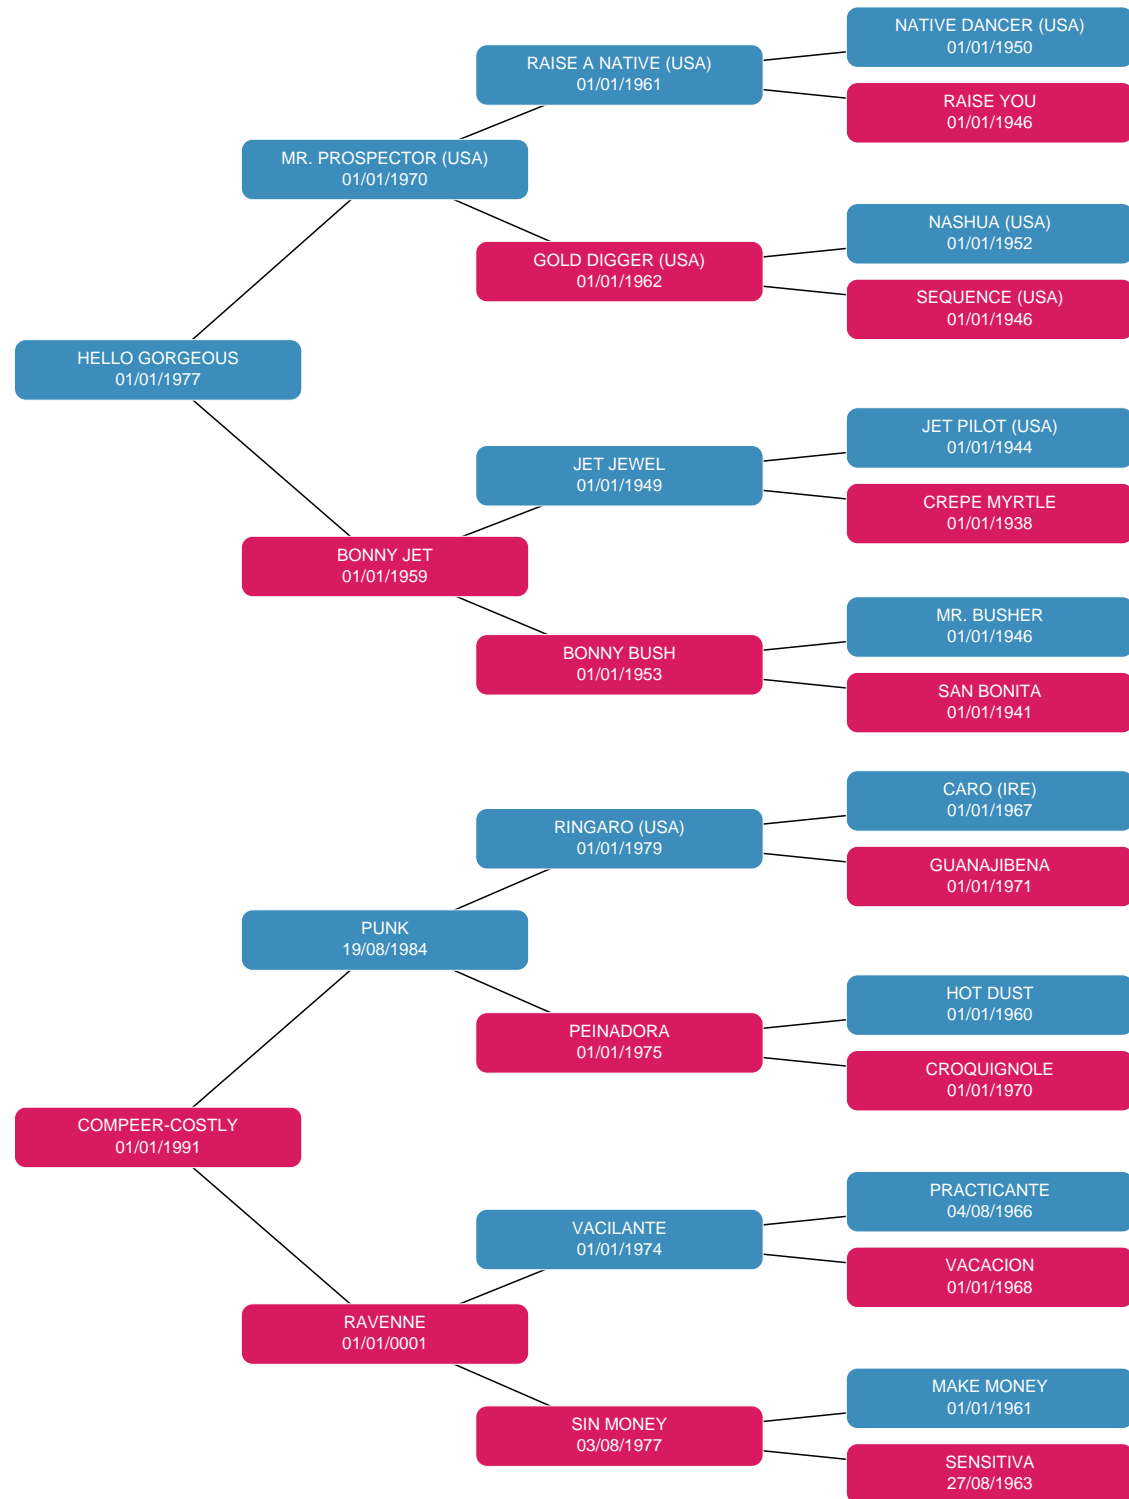 NATIVE DANCER (USA)
01/01/1950
RAISE A NATIVE (USA)
01/01/1961
RAISE YOU
01/01/1946
MR. PROSPECTOR (USA)
01/01/1970
NASHUA (USA)
01/01/1952
GOLD DIGGER (USA)
01/01/1962
SEQUENCE (USA)
01/01/1946
HELLO GORGEOUS
01/01/1977
JET PILOT (USA)
01/01/1944
JET JEWEL
01/01/1949
CREPE MYRTLE
01/01/1938
BONNY JET
01/01/1959
MR. BUSHER
01/01/1946
BONNY BUSH
01/01/1953
SAN BONITA
01/01/1941
CARO (IRE)
01/01/1967
RINGARO (USA)
01/01/1979
GUANAJIBENA
01/01/1971
PUNK
19/08/1984
HOT DUST
01/01/1960
PEINADORA
01/01/1975
CROQUIGNOLE
01/01/1970
COMPEER-COSTLY
01/01/1991
PRACTICANTE
04/08/1966
VACILANTE
01/01/1974
VACACION
01/01/1968
RAVENNE
01/01/0001
MAKE MONEY
01/01/1961
SIN MONEY
03/08/1977
SENSITIVA
27/08/1963